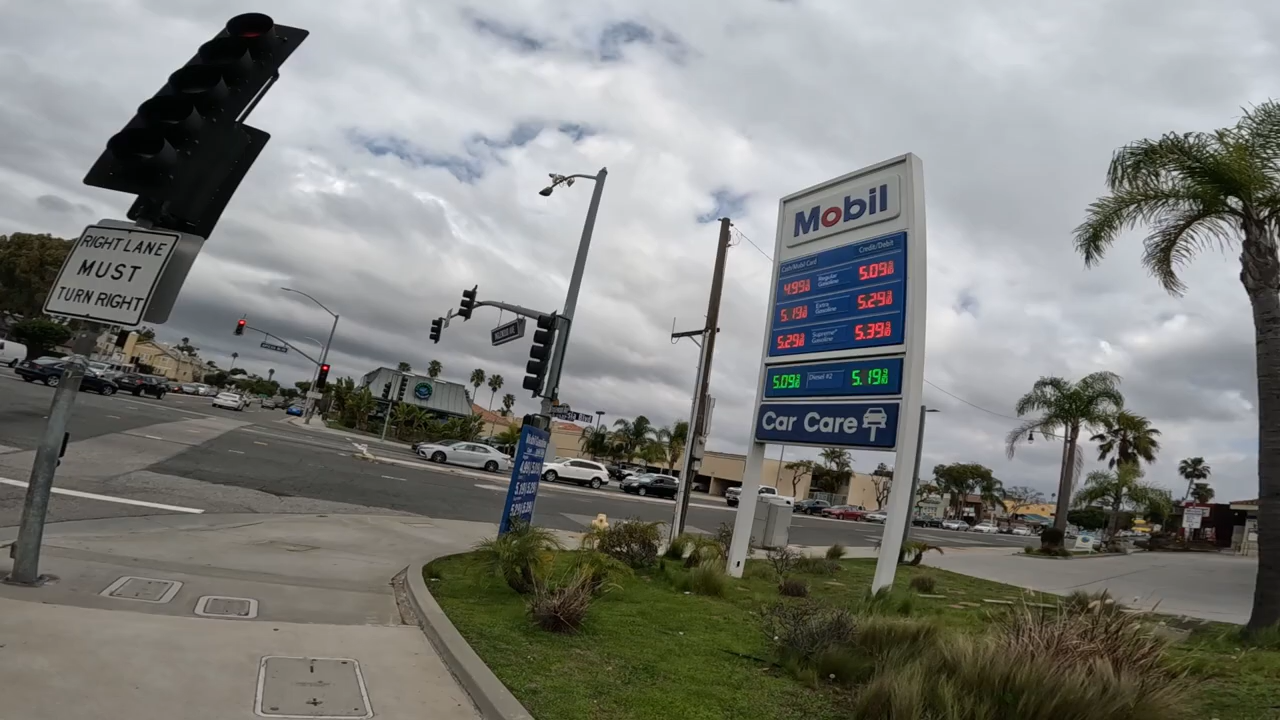 RIGHT LANE
MUST
TURN RIGHT
Mobil
Credit/Debit
Cash/Mobil Card
4.99 Regular Gasoline 5.09
5.19 Extra Gasoline 5.29
5.29 Supreme+ Gasoline 5.39
5.09 Diesel #2 5.19
Car Care